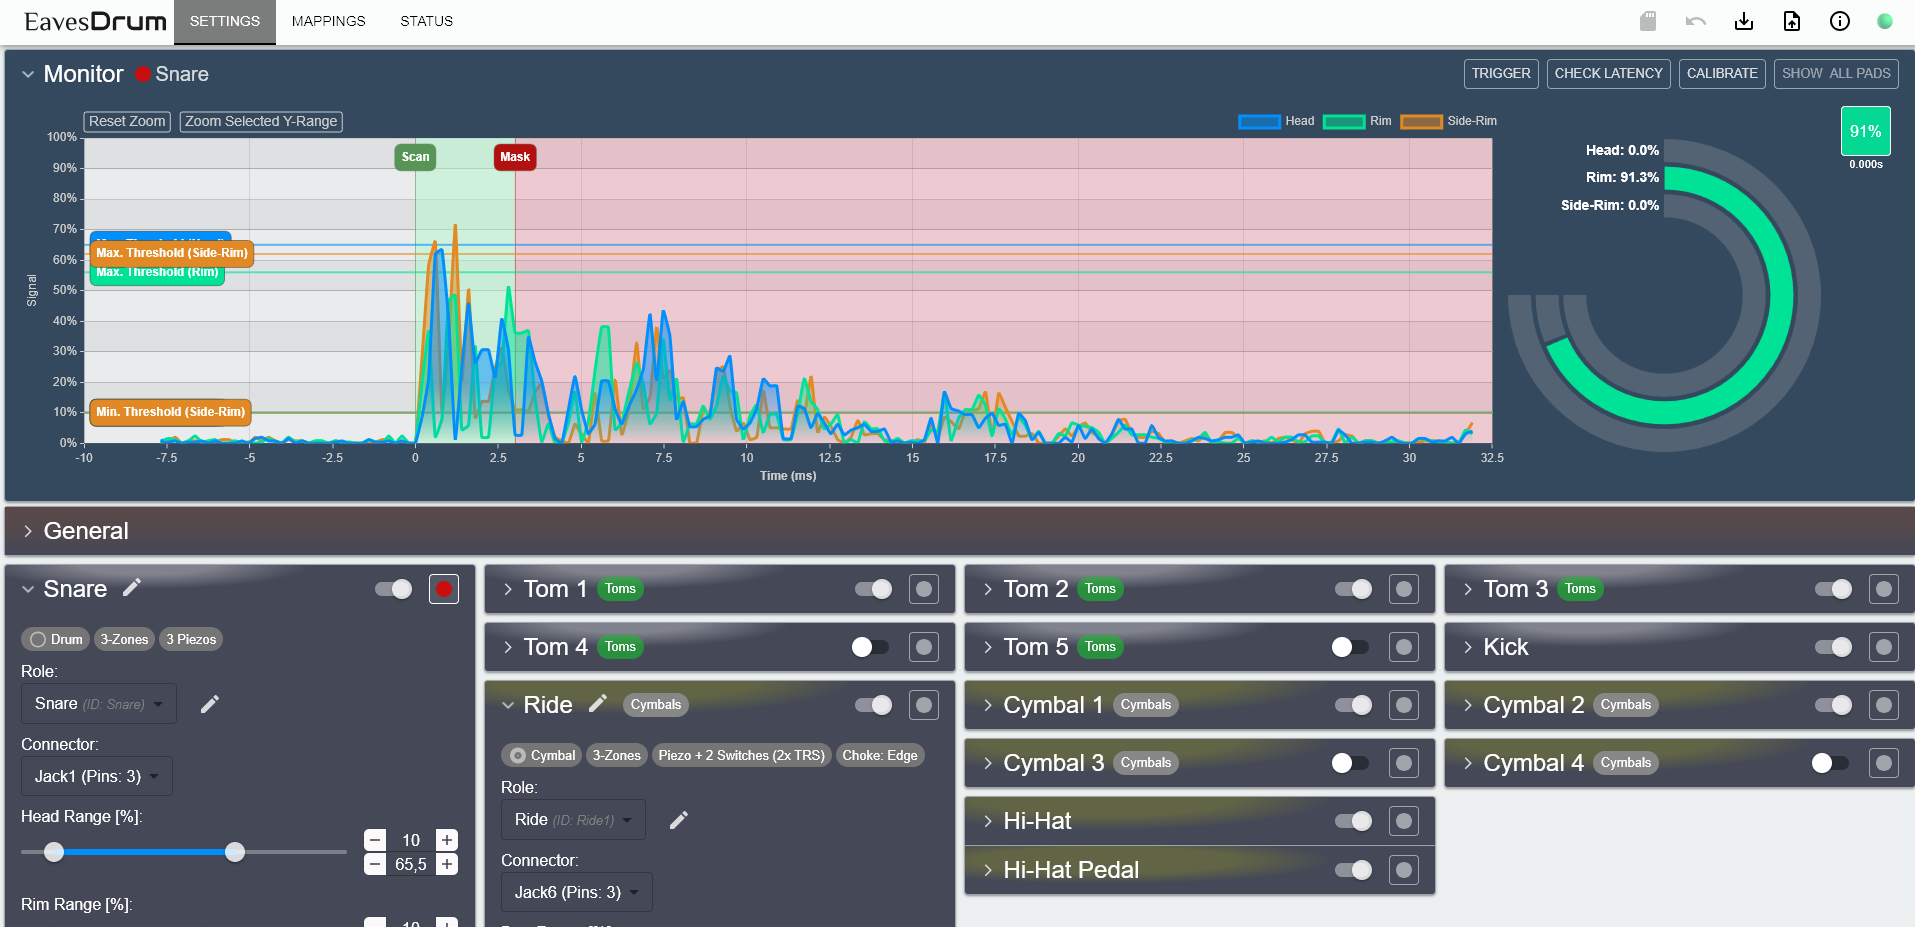 EavesDrum SETTINGS MAPPINGS STATUS
Monitor Snare TRIGGER CHECK LATENCY CALIBRATE SHOW ALL PADS
Reset Zoom Zoom Selected Y-Range Head Rim Side-Rim
91%
0.000s
Head: 0.0%
Rim: 91.3%
Side-Rim: 0.0%
100%
90%
80%
70%
60%
50%
40%
30%
20%
10%
0%
Signal
Scan Mask
Max. Threshold (Side-Rim)
Max. Threshold (Rim)
Min. Threshold (Side-Rim)
-10 -7.5 -5 -2.5 0 2.5 5 7.5 10 12.5 15 17.5 20 22.5 25 27.5 30 32.5
Time (ms)
General
Snare
Drum 3-Zones 3 Piezos
Role:
Snare (ID: Snare)
Connector:
Jack1 (Pins: 3)
Head Range [%]:
10
65,5
Rim Range [%]:
10
Tom 1 Toms
Tom 4 Toms
Ride Cymbals
Cymbal 3-Zones Piezo + 2 Switches (2x TRS) Choke: Edge
Role:
Ride (ID: Ride1)
Connector:
Jack6 (Pins: 3)
Tom 2 Toms
Tom 5 Toms
Cymbal 1 Cymbals
Cymbal 3 Cymbals
Hi-Hat
Hi-Hat Pedal
Tom 3 Toms
Kick
Cymbal 2 Cymbals
Cymbal 4 Cymbals